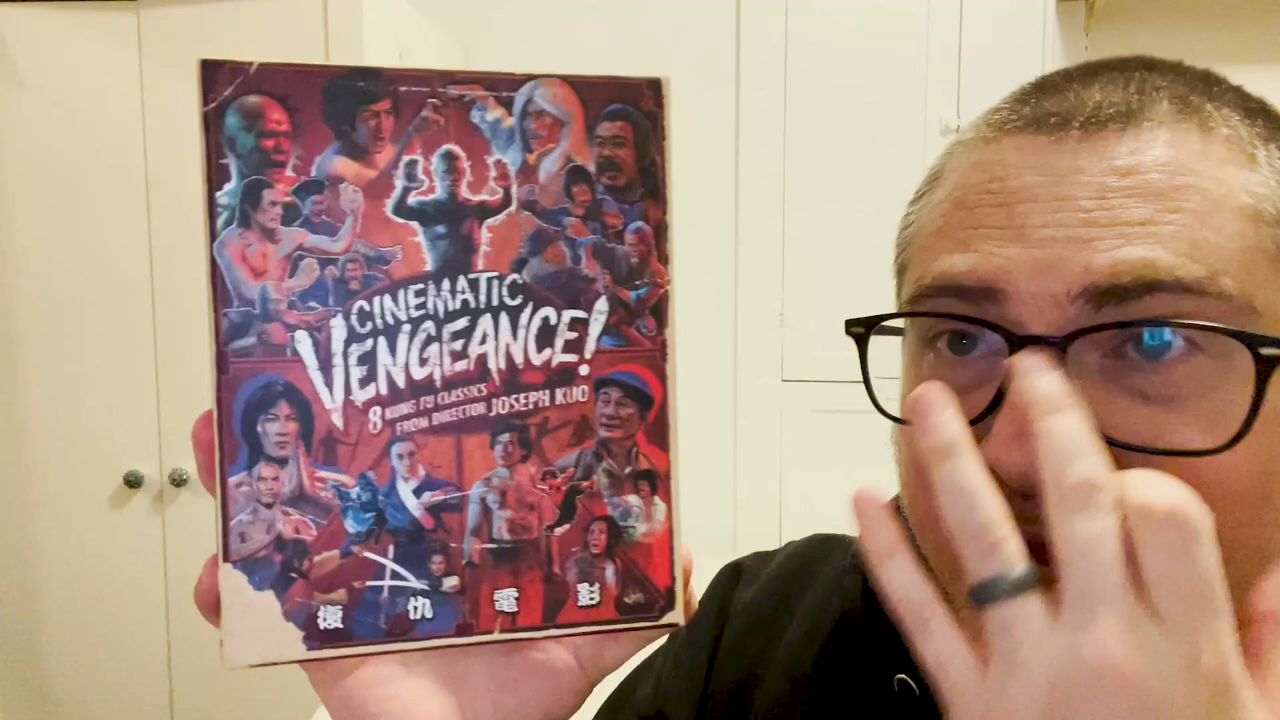 CINEMATIC
VENGEANCE!
8 KUNG FU CLASSICS
FROM DIRECTOR JOSEPH KUO
復仇電影